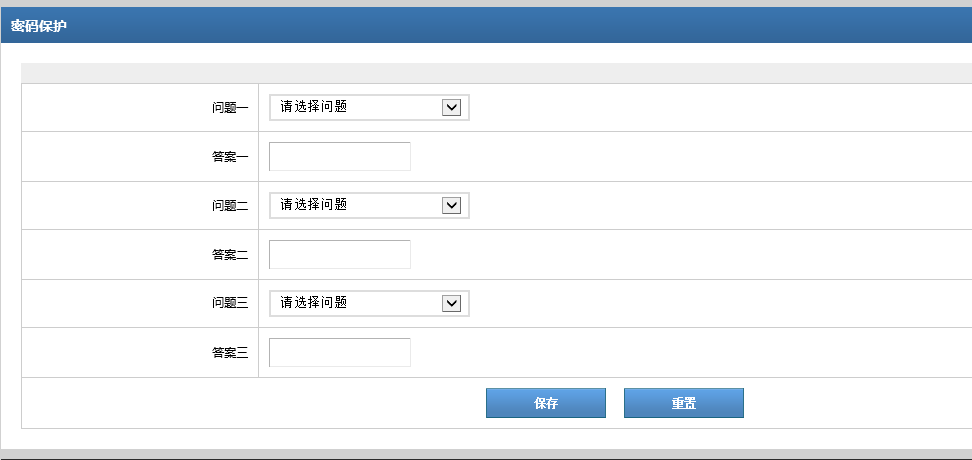 密码保护
问题一 请选择问题
答案一
问题二 请选择问题
答案二
问题三 请选择问题
答案三
保存 重置